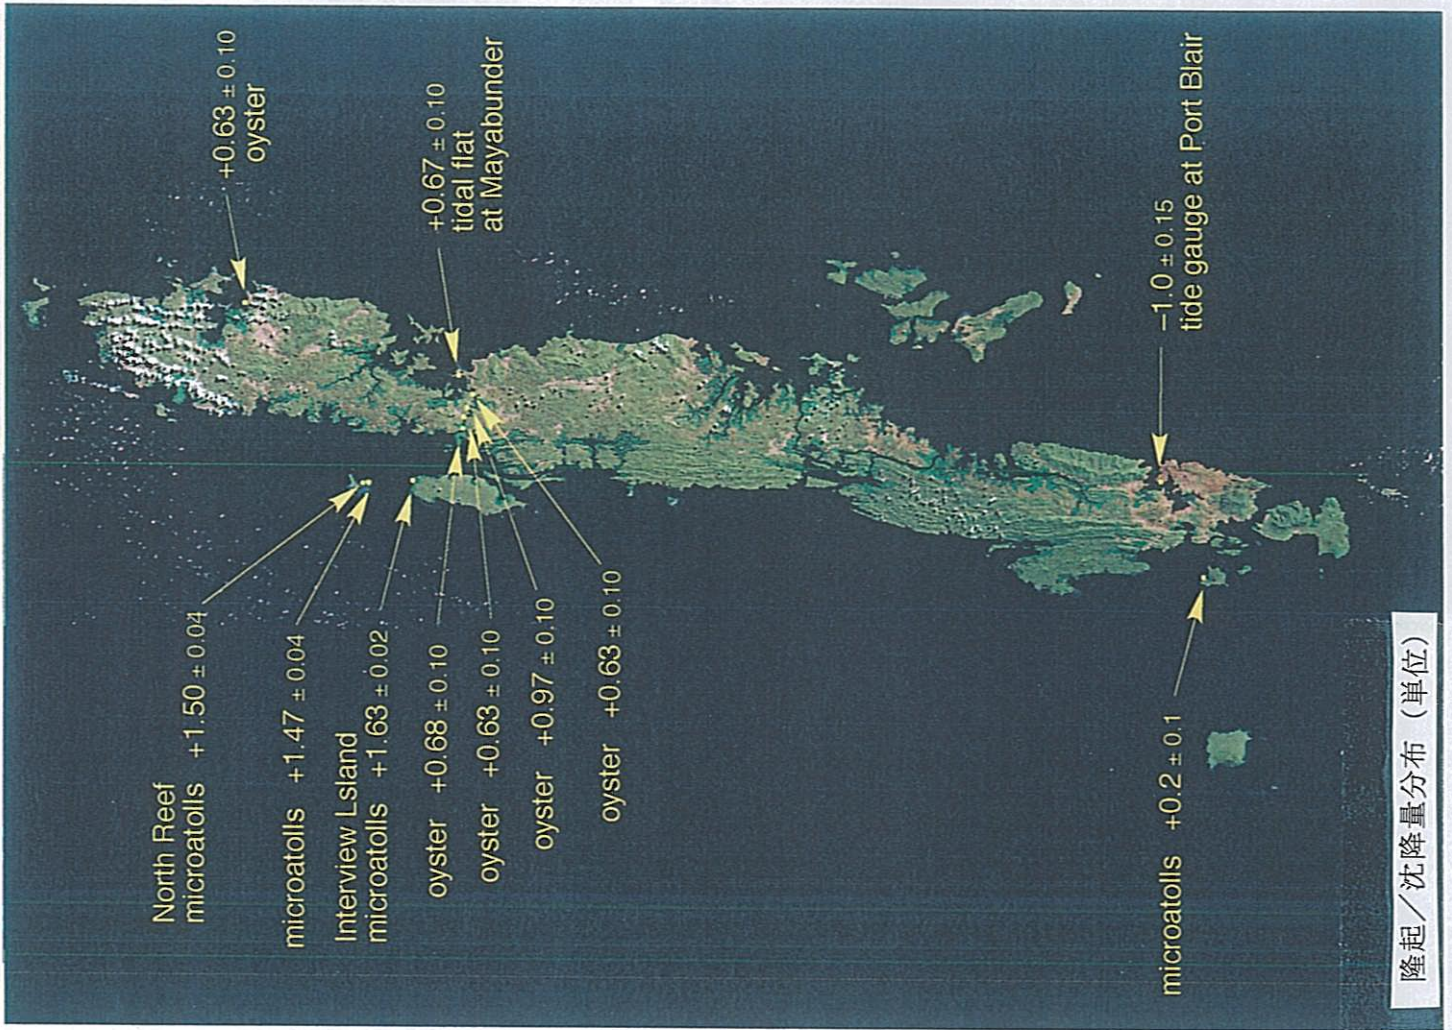 +0.63 ± 0.10
oyster
+0.67 ± 0.10
tidal flat
at Mayabunder
−1.0 ± 0.15
tide gauge at Port Blair
North Reef
microatolls +1.50 ± 0.04
microatolls +1.47 ± 0.04
Interview Lsland
microatolls +1.63 ± 0.02
oyster +0.68 ± 0.10
oyster +0.63 ± 0.10
oyster +0.97 ± 0.10
oyster +0.63 ± 0.10
microatolls +0.2 ± 0.1
隆起／沈降量分布（単位）